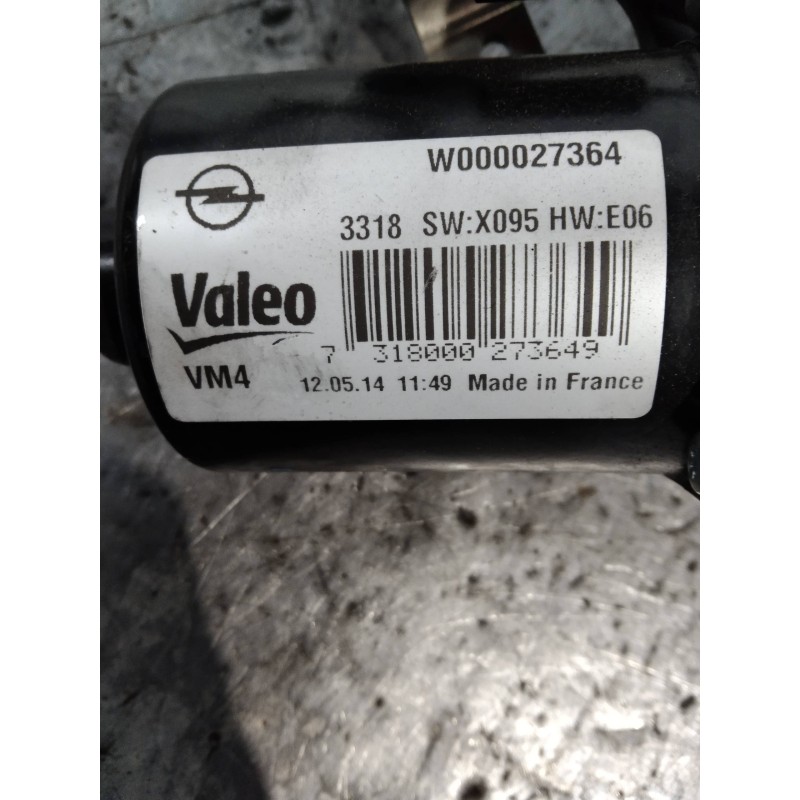 W000027364
3318 SW:X095 HW:E06
Valeo
7 318000 273649
VM4 12.05.14 11:49 Made in France